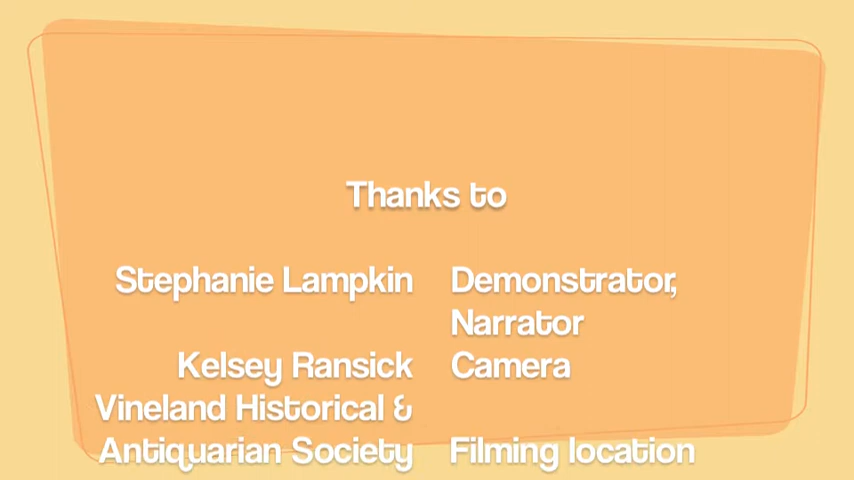 Thanks to
Stephanie Lampkin Demonstrator,
Narrator
Kelsey Ransick Camera
Vineland Historical &
Antiquarian Society Filming location